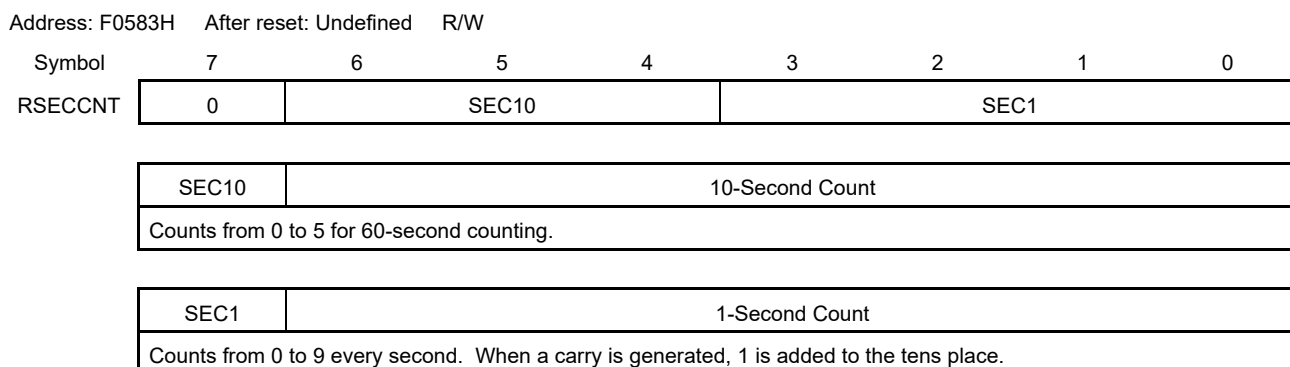 Address: F0583H After reset: Undefined R/W
Symbol 7 6 5 4 3 2 1 0
RSECCNT 0 SEC10 SEC1
SEC10 10-Second Count
Counts from 0 to 5 for 60-second counting.
SEC1 1-Second Count
Counts from 0 to 9 every second. When a carry is generated, 1 is added to the tens place.